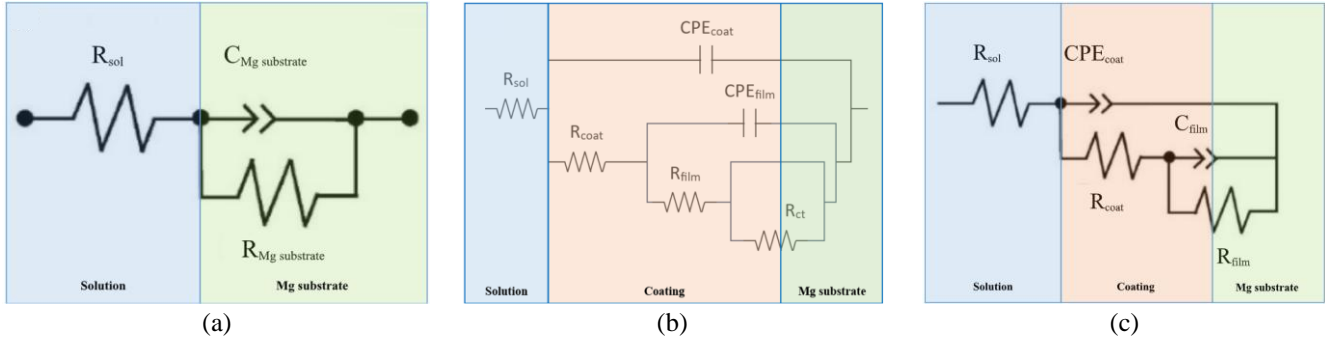 R_sol
C_Mg substrate
R_Mg substrate
Solution
Mg substrate
(a)
CPE_coat
R_sol
CPE_film
R_coat
R_film
R_ct
Solution
Coating
Mg substrate
(b)
R_sol
CPE_coat
C_film
R_coat
R_film
Solution
Coating
Mg substrate
(c)